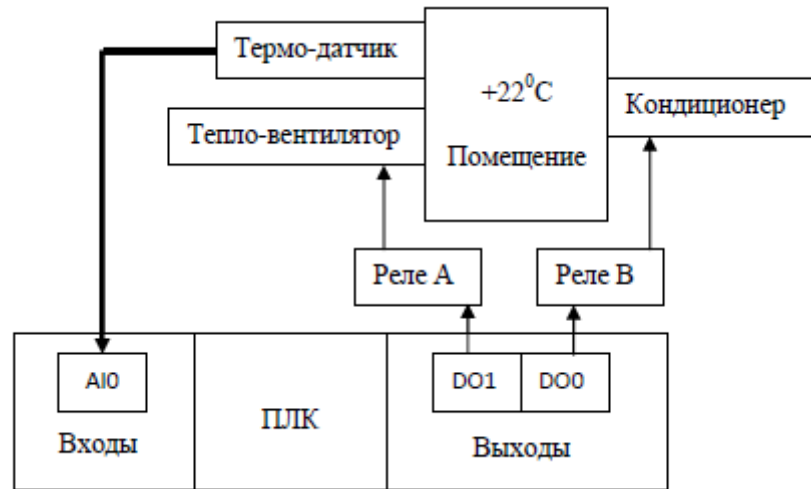 Термо-датчик
+22⁰C
Кондиционер
Тепло-вентилятор
Помещение
Реле А
Реле В
AI0
DO1
DO0
ПЛК
Входы
Выходы